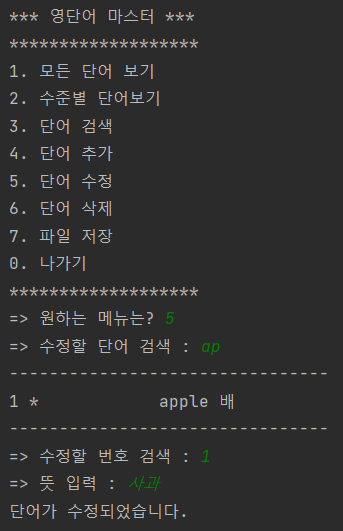 *** 영단어 마스터 ***
*******************
1. 모든 단어 보기
2. 수준별 단어보기
3. 단어 검색
4. 단어 추가
5. 단어 수정
6. 단어 삭제
7. 파일 저장
0. 나가기
*******************
=> 원하는 메뉴는? 5
=> 수정할 단어 검색 : ap
--------------------------------
1 *            apple 배
--------------------------------
=> 수정할 번호 검색 : 1
=> 뜻 입력 : 사과
단어가 수정되었습니다.